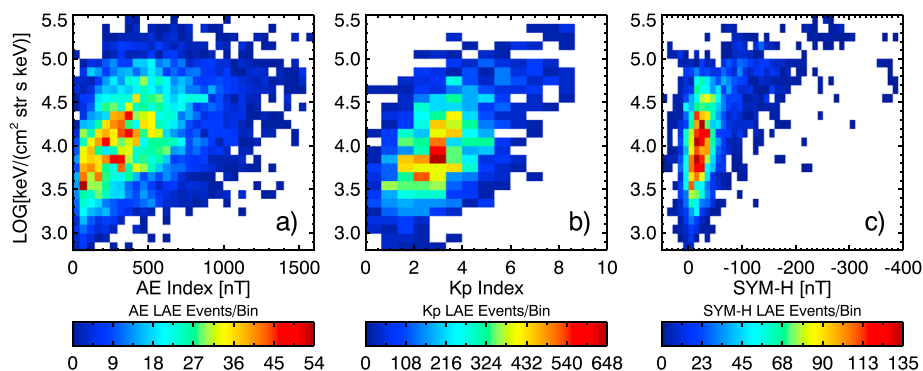 LOG[keV/(cm² str s keV)]
5.5
5.0
4.5
4.0
3.5
3.0
a)
0 500 1000 1500
AE Index [nT]
AE LAE Events/Bin
0 9 18 27 36 45 54
5.5
5.0
4.5
4.0
3.5
3.0
b)
0 2 4 6 8 10
Kp Index
Kp LAE Events/Bin
0 108 216 324 432 540 648
5.5
5.0
4.5
4.0
3.5
3.0
c)
0 -100 -200 -300 -400
SYM-H [nT]
SYM-H LAE Events/Bin
0 23 45 68 90 113 135